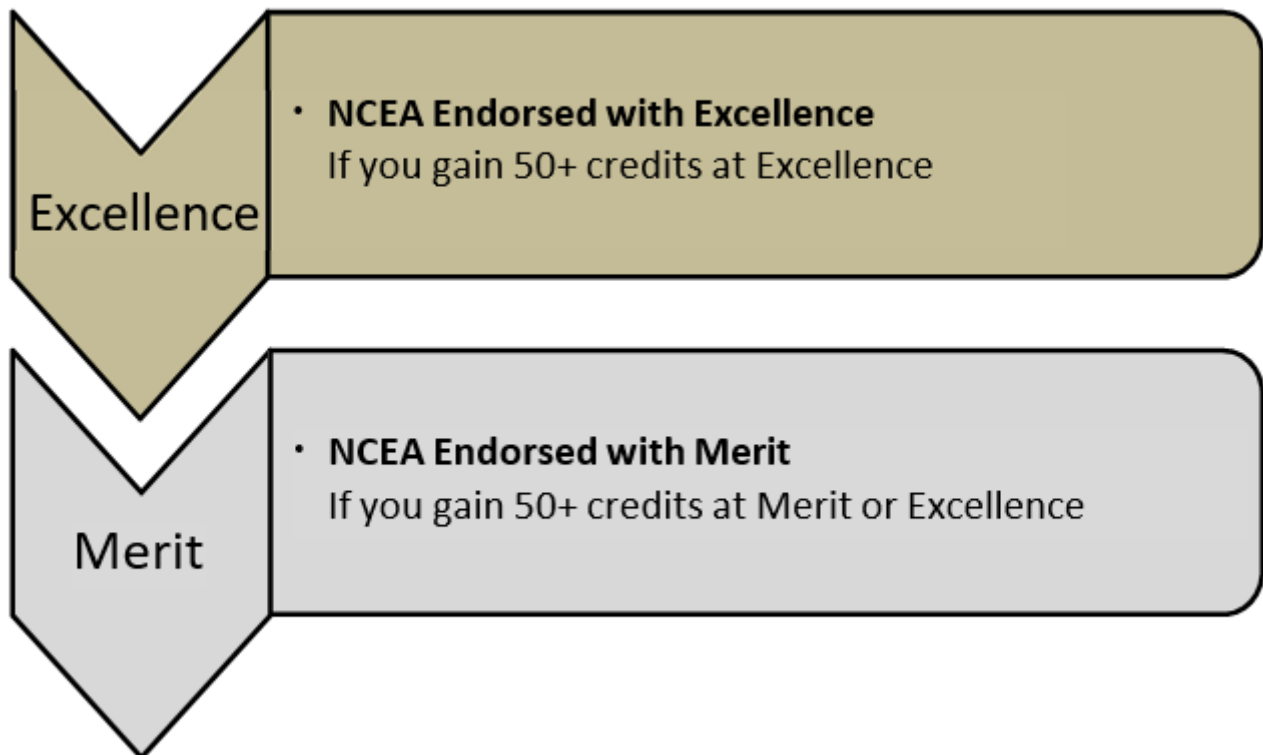 Excellence
· NCEA Endorsed with Excellence
If you gain 50+ credits at Excellence
Merit
· NCEA Endorsed with Merit
If you gain 50+ credits at Merit or Excellence